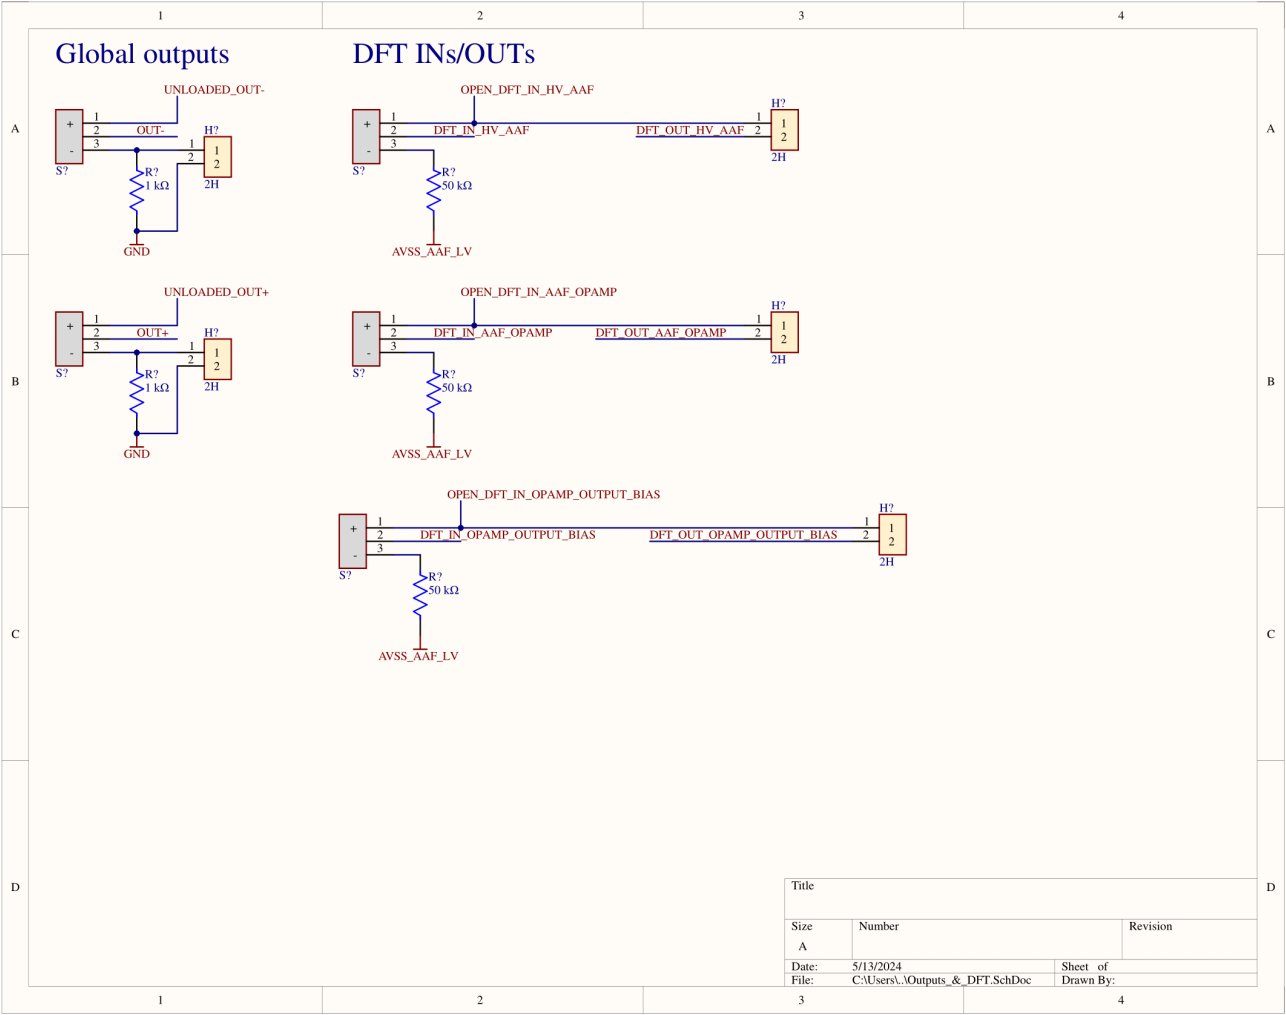 1 2 3 4
Global outputs
DFT INs/OUTs
A
A
UNLOADED_OUT-
+
-
1
2
3
OUT-
S?
R?
1 kΩ
GND
H?
1
2
1
2
2H
OPEN_DFT_IN_HV_AAF
+
-
1
2
3
DFT_IN_HV_AAF
S?
R?
50 kΩ
AVSS_AAF_LV
DFT_OUT_HV_AAF
H?
1
2
1
2
2H
B
B
UNLOADED_OUT+
+
-
1
2
3
OUT+
S?
R?
1 kΩ
GND
H?
1
2
1
2
2H
OPEN_DFT_IN_AAF_OPAMP
+
-
1
2
3
DFT_IN_AAF_OPAMP
S?
R?
50 kΩ
AVSS_AAF_LV
DFT_OUT_AAF_OPAMP
H?
1
2
1
2
2H
C
C
OPEN_DFT_IN_OPAMP_OUTPUT_BIAS
+
-
1
2
3
DFT_IN_OPAMP_OUTPUT_BIAS
S?
R?
50 kΩ
AVSS_AAF_LV
DFT_OUT_OPAMP_OUTPUT_BIAS
H?
1
2
1
2
2H
D
D
Title
Size
A
Number
Revision
Date: 5/13/2024
Sheet of
File: C:\Users\..\Outputs_&_DFT.SchDoc
Drawn By:
1 2 3 4